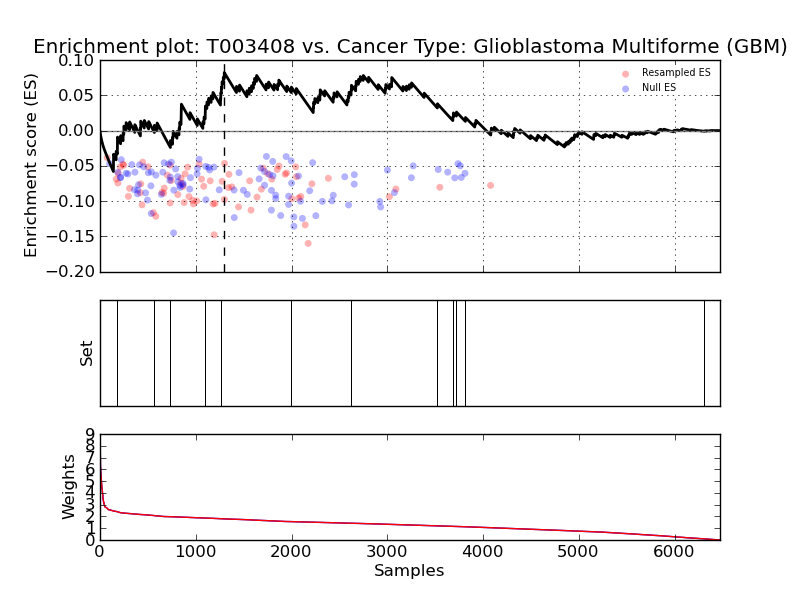 Enrichment plot: T003408 vs. Cancer Type: Glioblastoma Multiforme (GBM)
Enrichment score (ES)
0.10
0.05
0.00
−0.05
−0.10
−0.15
−0.20
Resampled ES
Null ES
Set
Weights
9
8
7
6
5
4
3
2
1
0
0 1000 2000 3000 4000 5000 6000
Samples